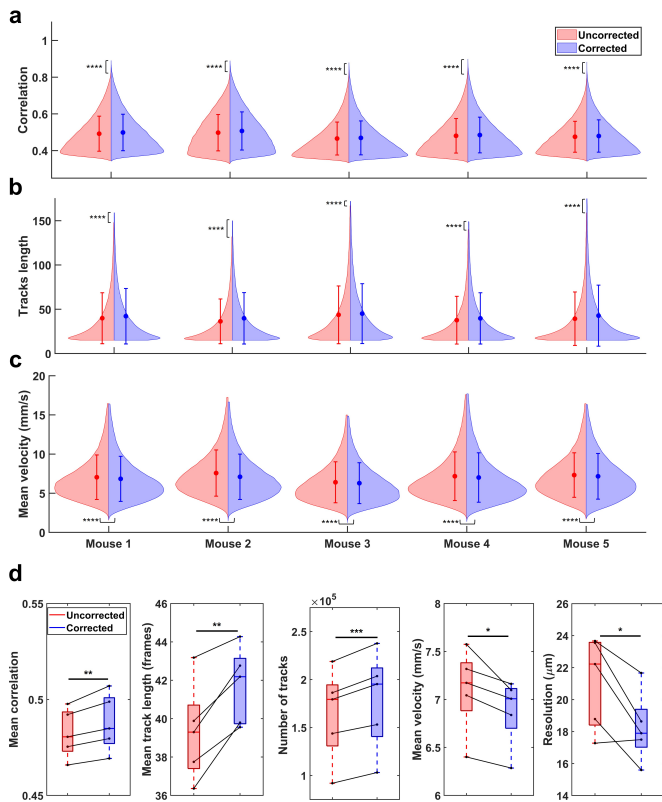 a
Correlation
1
0.8
0.6
0.4
**** **** **** **** ****
Uncorrected
Corrected
b
Tracks length
150
100
50
0
**** **** **** **** ****
c
Mean velocity (mm/s)
20
15
10
5
0
**** **** **** **** ****
Mouse 1 Mouse 2 Mouse 3 Mouse 4 Mouse 5
d
Mean correlation
0.55
0.5
0.45
Uncorrected
Corrected
**
Mean track length (frames)
46
44
42
40
38
36
**
Number of tracks
×10⁵
2.5
2
1.5
1
***
Mean velocity (mm/s)
8
7.5
7
6.5
6
*
Resolution (μm)
26
24
22
20
18
16
14
*